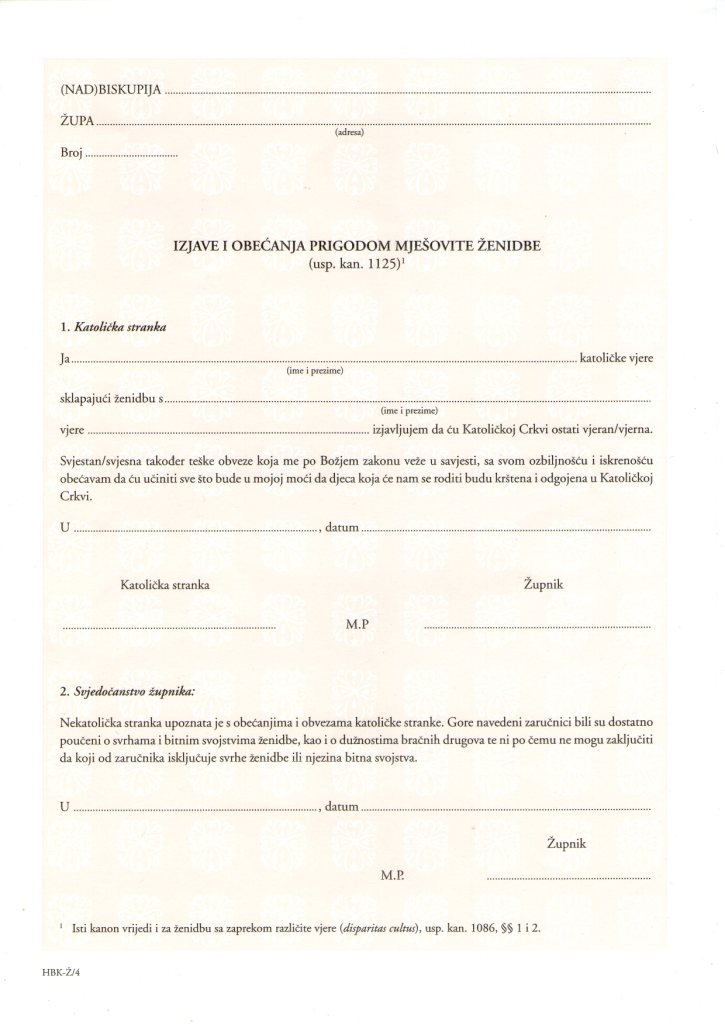 (NAD)BISKUPIJA ........................................................................
ŽUPA ........................................................................
(adresa)
Broj ..............................
IZJAVE I OBEĆANJA PRIGODOM MJEŠOVITE ŽENIDBE
(usp. kan. 1125)¹
1. Katolička stranka
Ja ........................................................................ katoličke vjere
(ime i prezime)
sklapajući ženidbu s ........................................................................
(ime i prezime)
vjere ........................................................................ izjavljujem da ću Katoličkoj Crkvi ostati vjeran/vjerna.
Svjestan/svjesna također teške obveze koja me po Božjem zakonu veže u savjesti, sa svom ozbiljnošću i iskrenošću
obećavam da ću učiniti sve što bude u mojoj moći da djeca koja će nam se roditi budu krštena i odgojena u Katoličkoj
Crkvi.
U ........................................................................, datum ........................................................................
Katolička stranka Župnik
............................................................ M.P ............................................................
2. Svjedočanstvo župnika:
Nekatolička stranka upoznata je s obećanjima i obvezama katoličke stranke. Gore navedeni zaručnici bili su dostatno
poučeni o svrhama i bitnim svojstvima ženidbe, kao i o dužnostima bračnih drugova te ni po čemu ne mogu zaključiti
da koji od zaručnika isključuje svrhe ženidbe ili njezina bitna svojstva.
U ........................................................................, datum ........................................................................
Župnik
M.P. ............................................................
¹ Isti kanon vrijedi i za ženidbu sa zaprekom različite vjere (disparitas cultus), usp. kan. 1086, §§ 1 i 2.
HBK-Ž/4